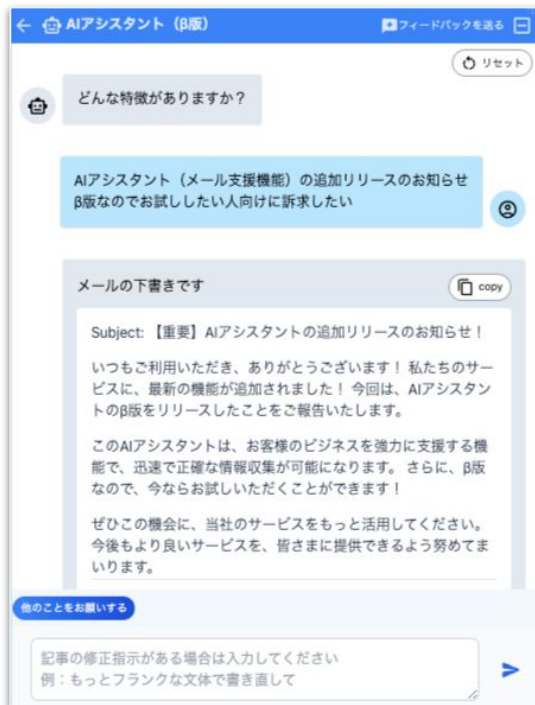 AIアシスタント（β版）
フィードバックを送る
リセット
どんな特徴がありますか？
AIアシスタント（メール支援機能）の追加リリースのお知らせ
β版なのでお試ししたい人向けに訴求したい
メールの下書きです
copy
Subject: 【重要】AIアシスタントの追加リリースのお知らせ！
いつもご利用いただき、ありがとうございます！ 私たちのサー
ビスに、最新の機能が追加されました！ 今回は、AIアシスタン
トのβ版をリリースしたことをご報告いたします。
このAIアシスタントは、お客様のビジネスを強力に支援する機
能で、迅速で正確な情報収集が可能になります。 さらに、β版
なので、今ならお試しいただくことができます！
ぜひこの機会に、当社のサービスをもっと活用してください。
今後もより良いサービスを、皆さまに提供できるよう努めてま
いります。
他のことをお願いする
記事の修正指示がある場合は入力してください
例：もっとフランクな文体で書き直して